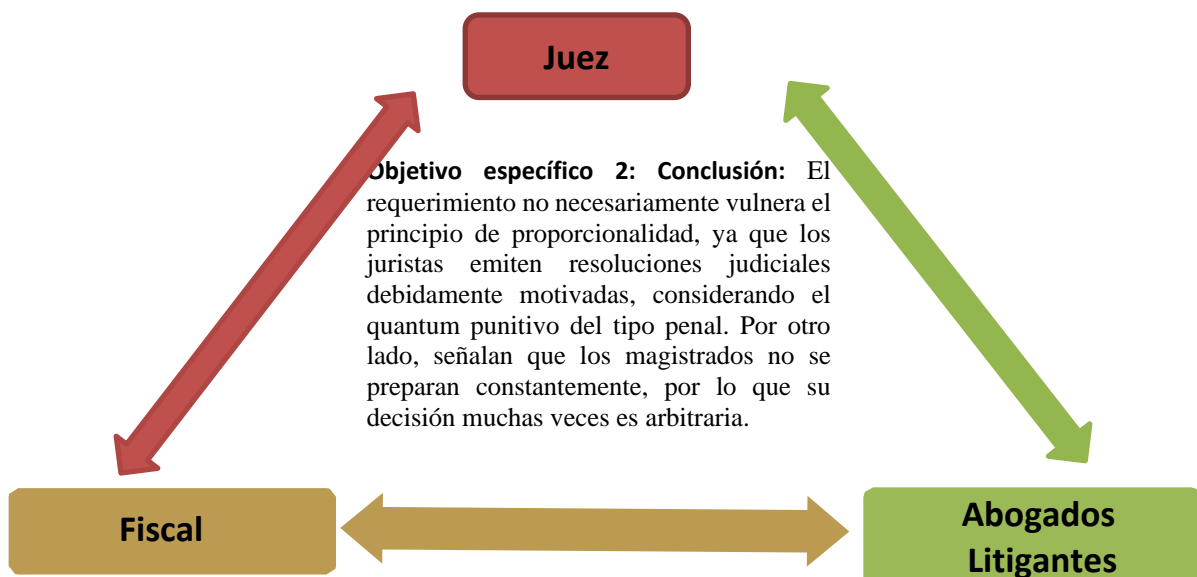 Juez
Objetivo específico 2: Conclusión: El
requerimiento no necesariamente vulnera el
principio de proporcionalidad, ya que los
juristas emiten resoluciones judiciales
debidamente motivadas, considerando el
quantum punitivo del tipo penal. Por otro
lado, señalan que los magistrados no se
preparan constantemente, por lo que su
decisión muchas veces es arbitraria.
Fiscal
Abogados
Litigantes